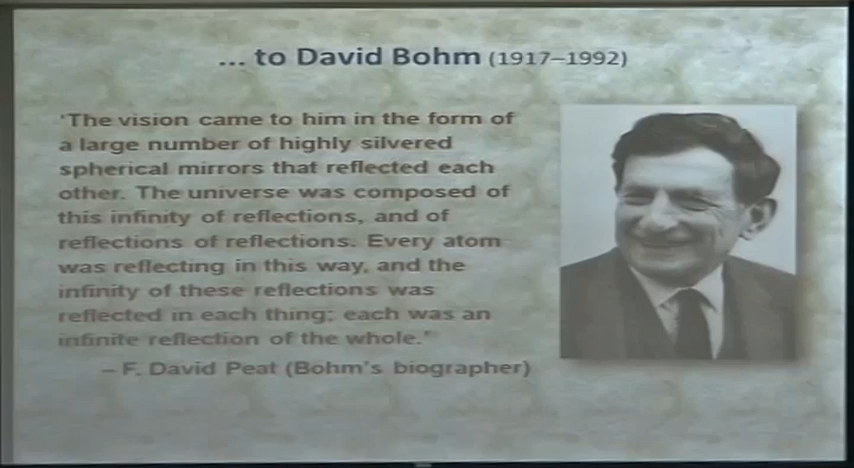 ... to David Bohm (1917–1992)
'The vision came to him in the form of
a large number of highly silvered
spherical mirrors that reflected each
other. The universe was composed of
this infinity of reflections, and of
reflections of reflections. Every atom
was reflecting in this way, and the
infinity of these reflections was
reflected in each thing; each was an
infinite reflection of the whole.'
– F. David Peat (Bohm's biographer)